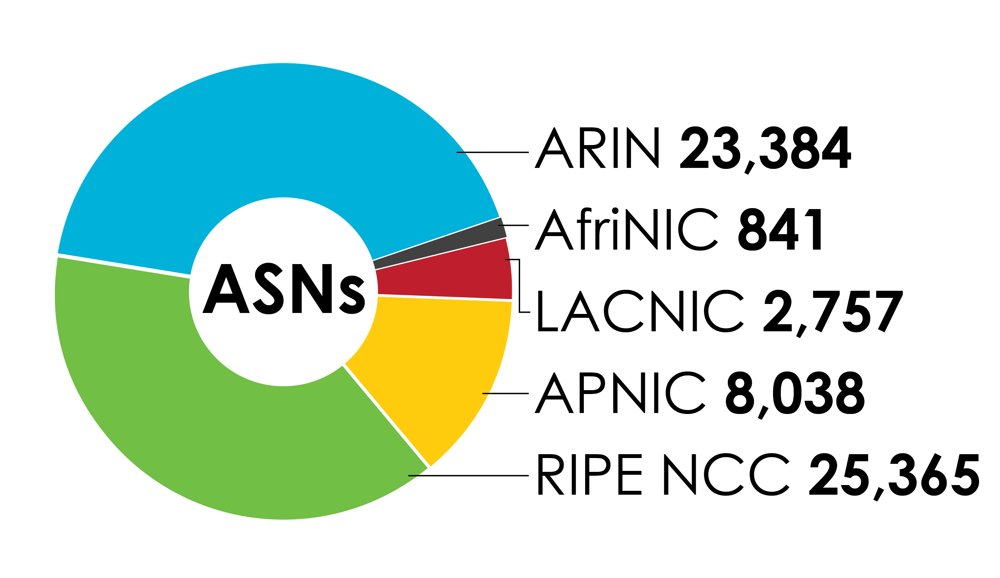 ASNs
ARIN 23,384
AfriNIC 841
LACNIC 2,757
APNIC 8,038
RIPE NCC 25,365